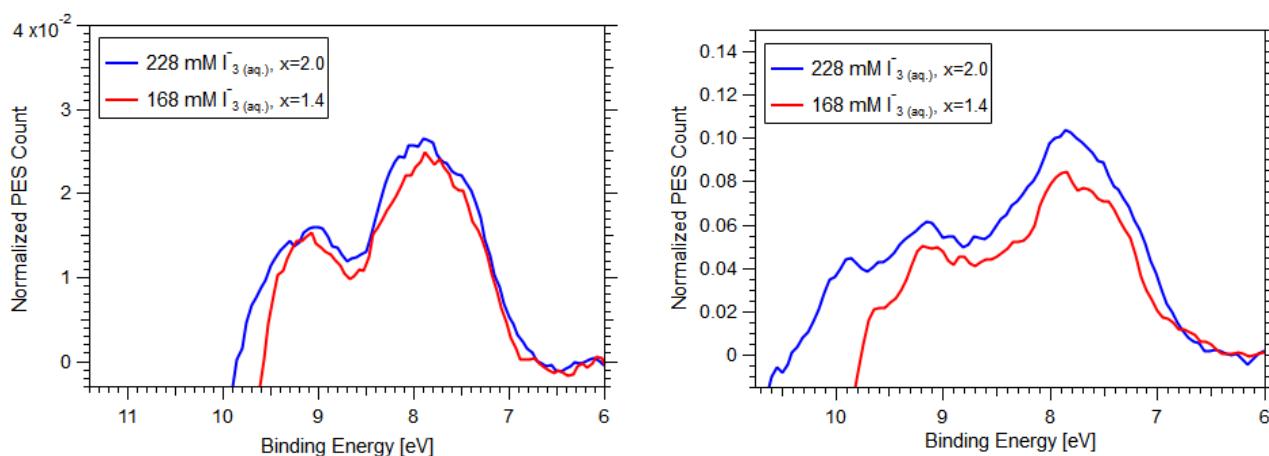 4 x10⁻²
228 mM I⁻₃ (aq.), x=2.0
168 mM I⁻₃ (aq.), x=1.4
3
2
1
0
Normalized PES Count
11 10 9 8 7 6
Binding Energy [eV]
0.14
228 mM I⁻₃ (aq.), x=2.0
168 mM I⁻₃ (aq.), x=1.4
0.12
0.10
0.08
0.06
0.04
0.02
0
Normalized PES Count
10 9 8 7 6
Binding Energy [eV]